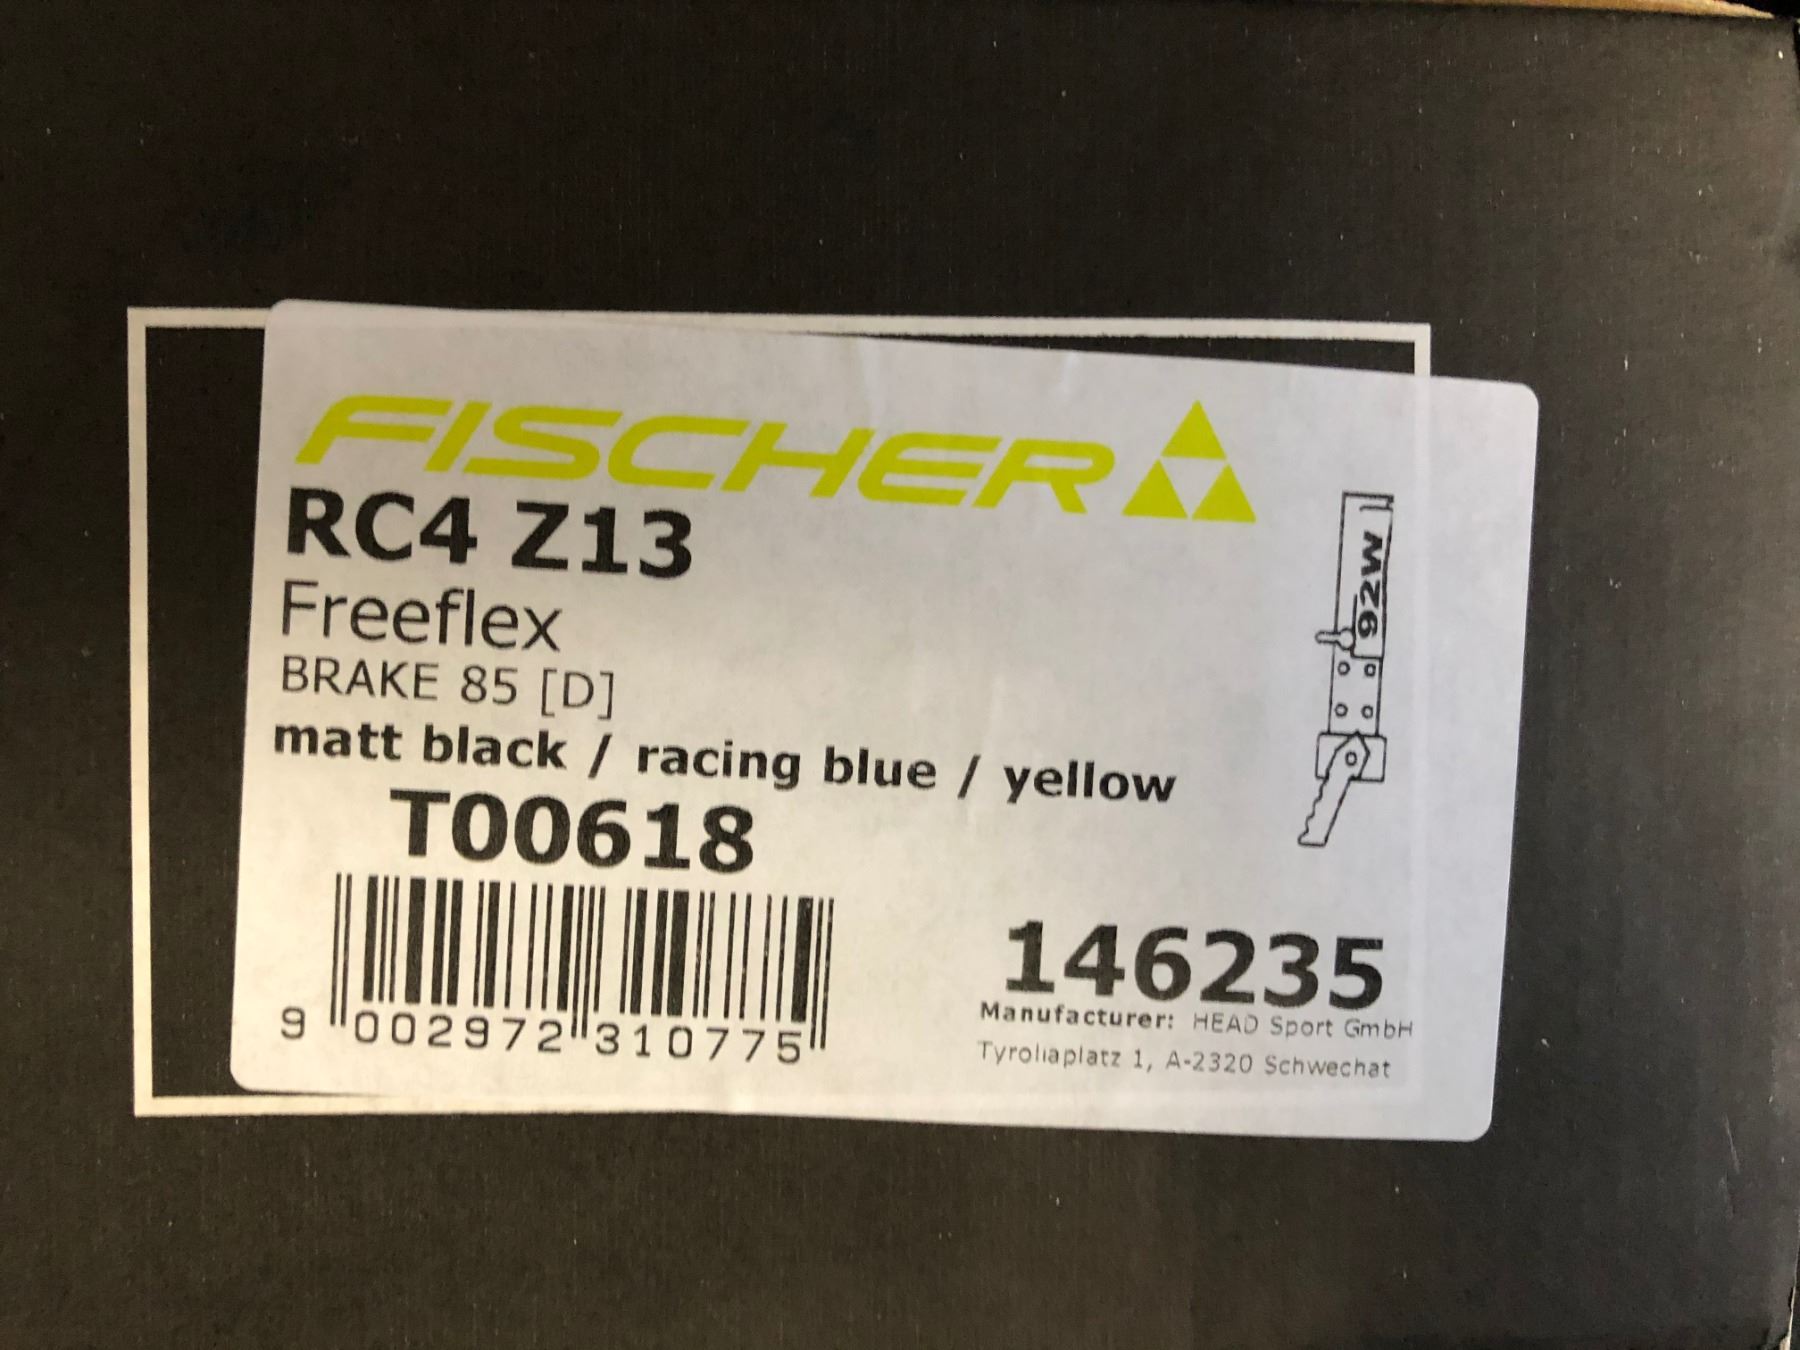 FISCHER
RC4 Z13
Freeflex
BRAKE 85 [D]
matt black / racing blue / yellow
T00618
92W
9 002972 310775
146235
Manufacturer: HEAD Sport GmbH
Tyroliaplatz 1, A-2320 Schwechat